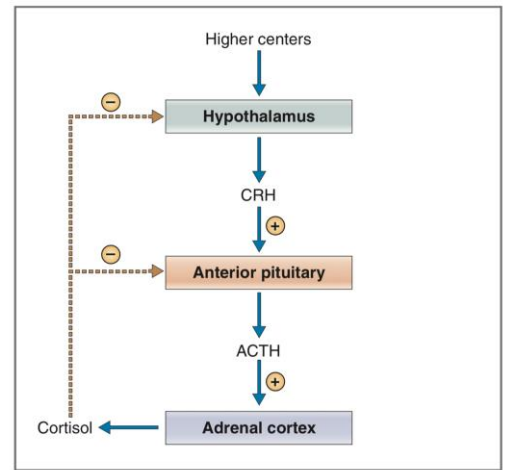 Higher centers
−
Hypothalamus
CRH
+
−
Anterior pituitary
ACTH
+
Cortisol
Adrenal cortex